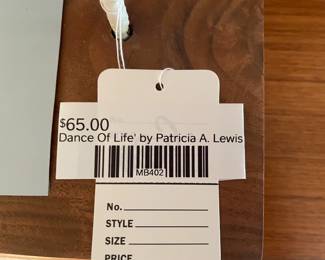 $65.00
Dance Of Life' by Patricia A. Lewis
MB402
No.
STYLE
SIZE
PRICE